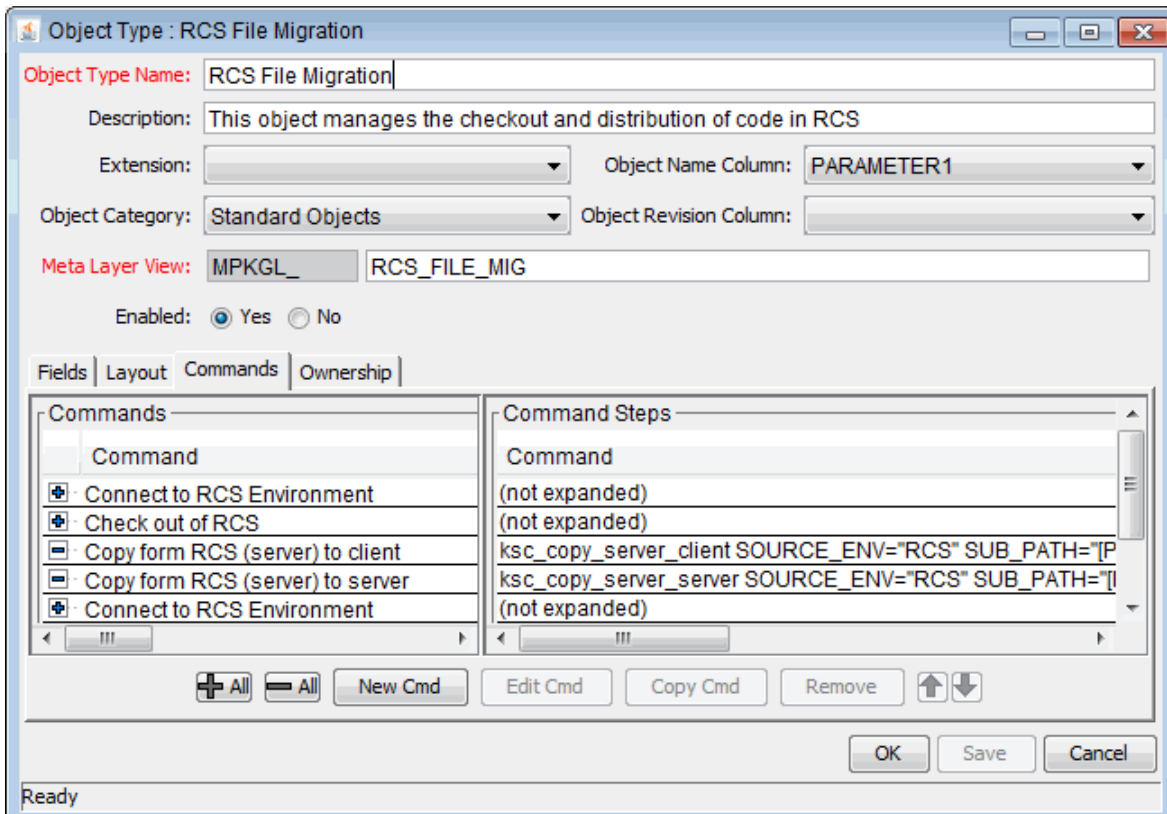 Object Type : RCS File Migration
Object Type Name: RCS File Migration
Description: This object manages the checkout and distribution of code in RCS
Extension: Object Name Column: PARAMETER1
Object Category: Standard Objects Object Revision Column:
Meta Layer View: MPKGL_ RCS_FILE_MIG
Enabled: Yes No
Fields Layout Commands Ownership
Commands Command Steps
Command Command
Connect to RCS Environment (not expanded)
Check out of RCS (not expanded)
Copy form RCS (server) to client ksc_copy_server_client SOURCE_ENV="RCS" SUB_PATH="[P
Copy form RCS (server) to server ksc_copy_server_server SOURCE_ENV="RCS" SUB_PATH="[
Connect to RCS Environment (not expanded)
All All New Cmd Edit Cmd Copy Cmd Remove
OK Save Cancel
Ready